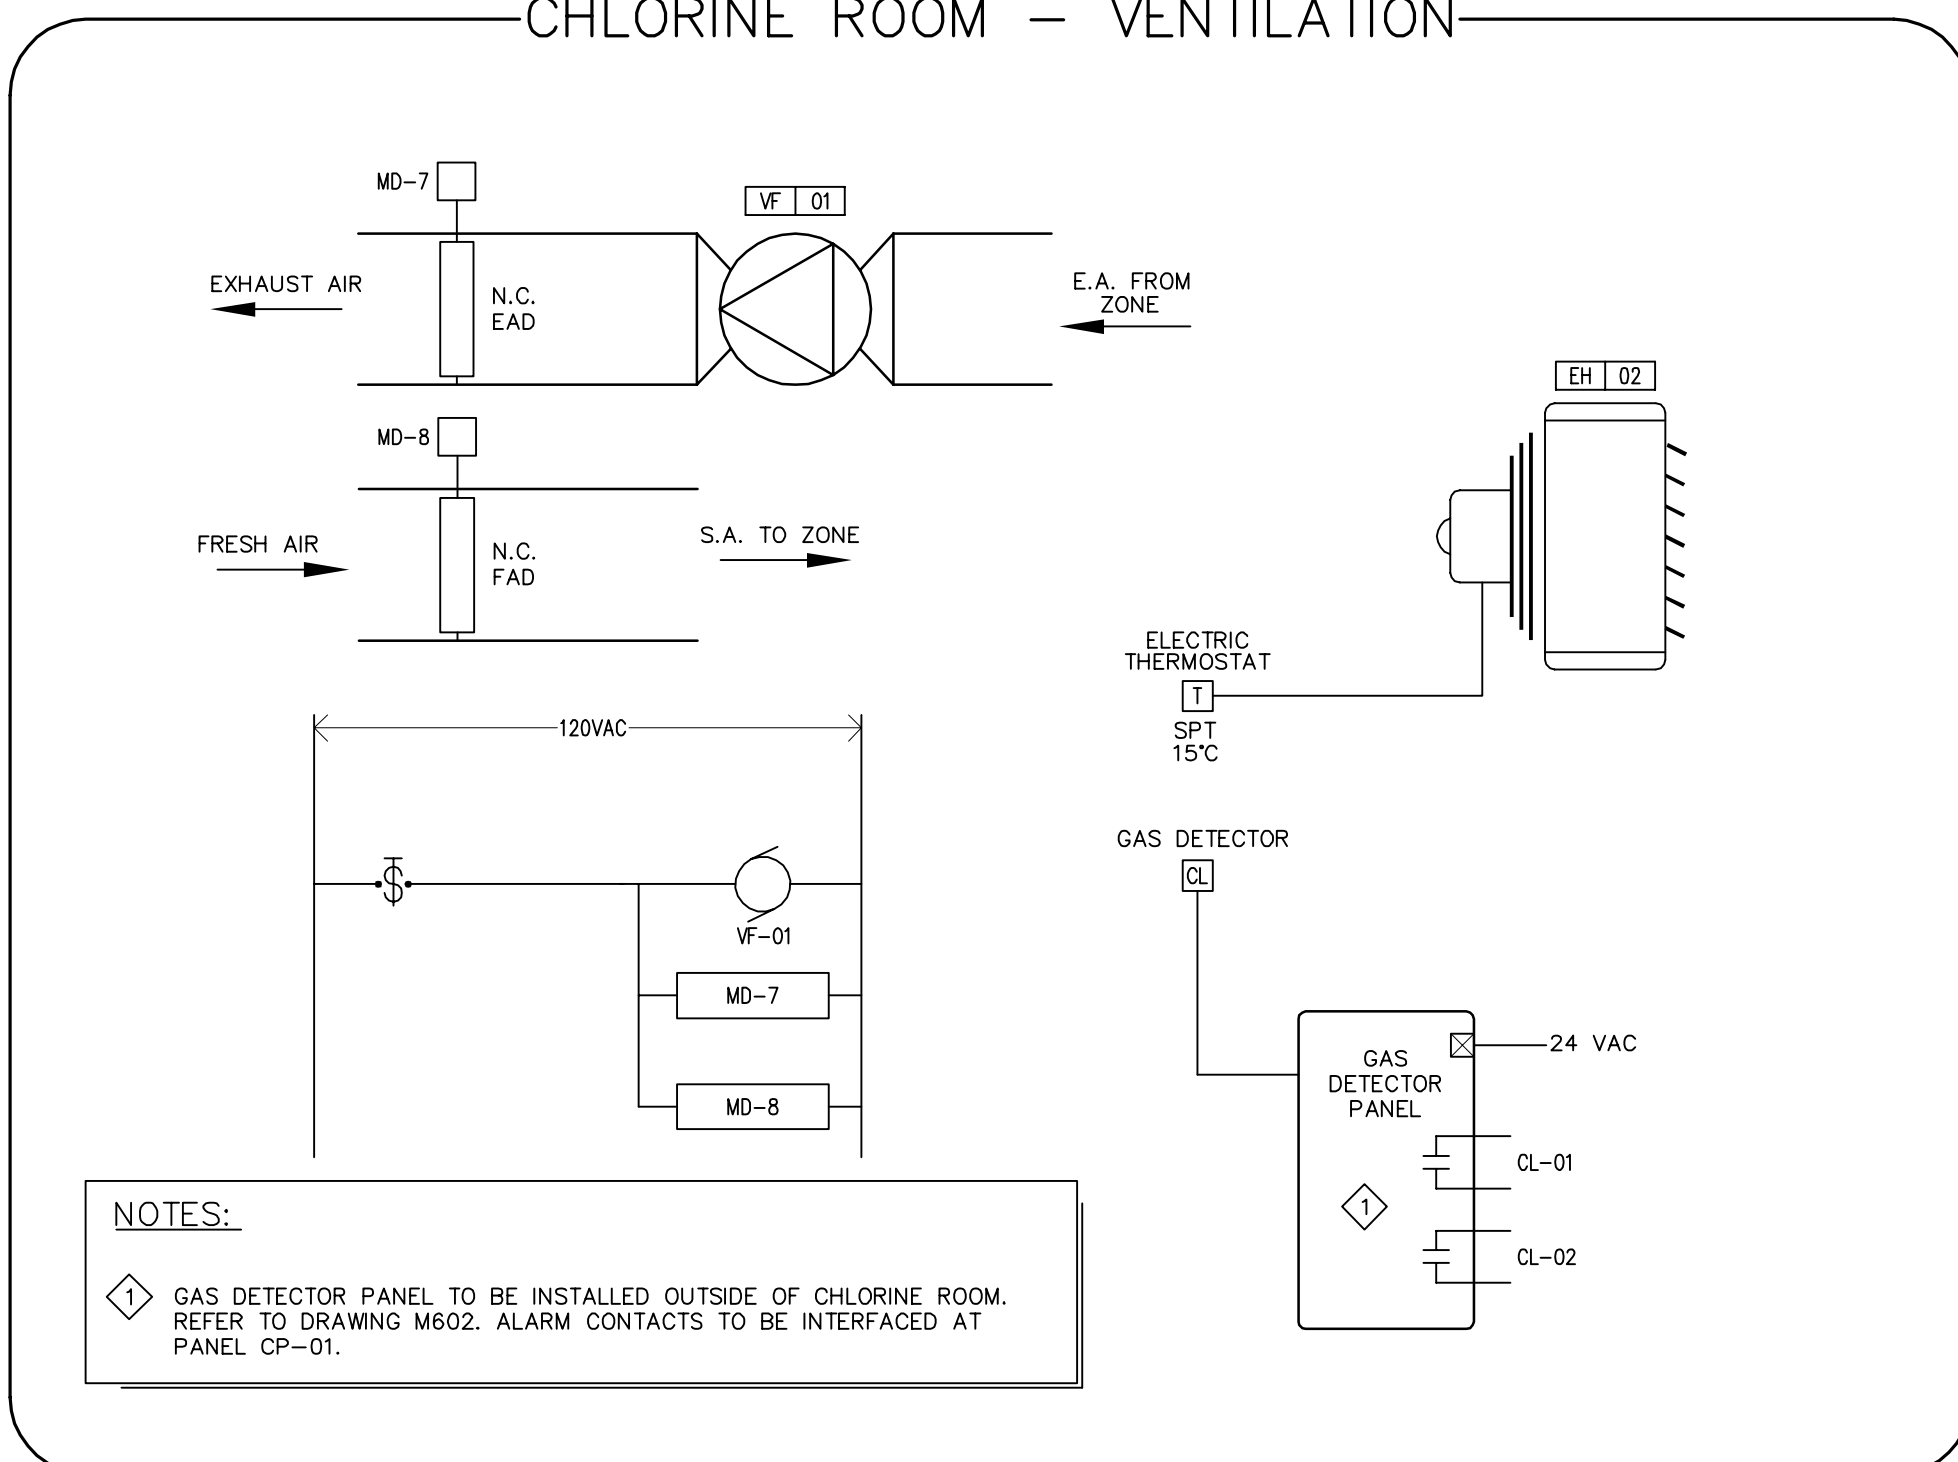 CHLORINE ROOM - VENTILATION
MD-7
VF 01
EXHAUST AIR
N.C.
EAD
E.A. FROM
ZONE
EH 02
MD-8
FRESH AIR
N.C.
FAD
S.A. TO ZONE
ELECTRIC
THERMOSTAT
T
SPT
15°C
120VAC
VF-01
MD-7
MD-8
GAS DETECTOR
CL
GAS
DETECTOR
PANEL
24 VAC
CL-01
1
CL-02
NOTES:
1 GAS DETECTOR PANEL TO BE INSTALLED OUTSIDE OF CHLORINE ROOM.
REFER TO DRAWING M602. ALARM CONTACTS TO BE INTERFACED AT
PANEL CP-01.